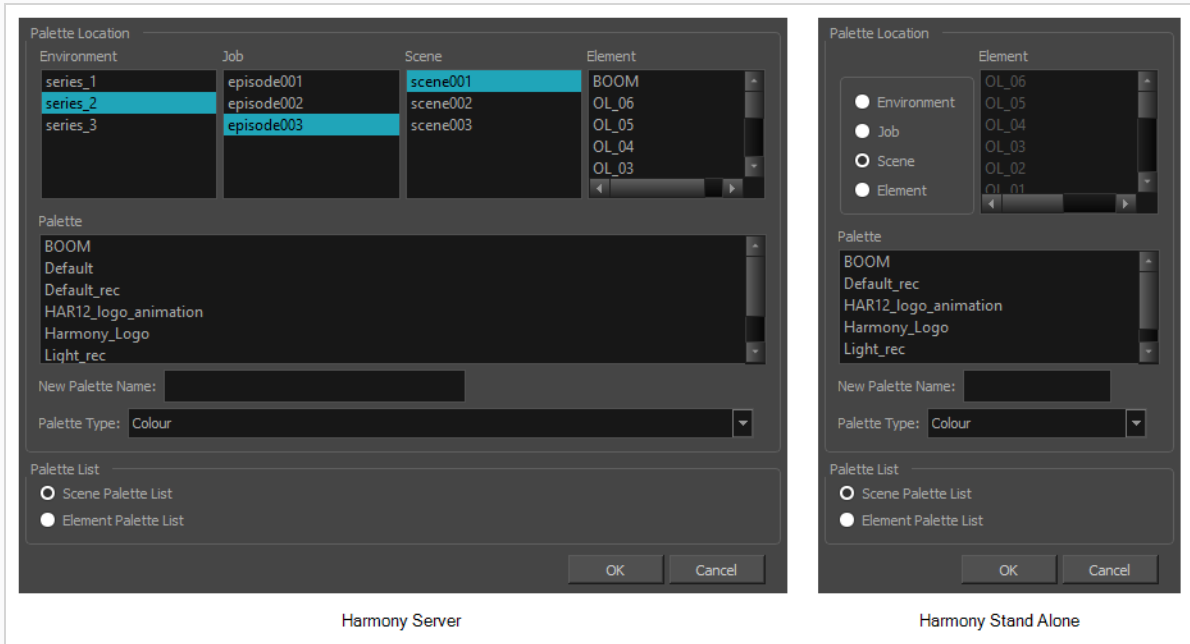 Palette Location
Environment Job Scene Element
series_1 episode001 scene001 BOOM
series_2 episode002 scene002 OL_06
series_3 episode003 scene003 OL_05
OL_04
OL_03
Palette
BOOM
Default
Default_rec
HAR12_logo_animation
Harmony_Logo
Light_rec
New Palette Name:
Palette Type: Colour
Palette List
Scene Palette List
Element Palette List
OK Cancel
Harmony Server
Palette Location
Element
Environment
Job
Scene
Element
OL_06
OL_05
OL_04
OL_03
OL_02
OL_01
Palette
BOOM
Default_rec
HAR12_logo_animation
Harmony_Logo
Light_rec
New Palette Name:
Palette Type: Colour
Palette List
Scene Palette List
Element Palette List
OK Cancel
Harmony Stand Alone